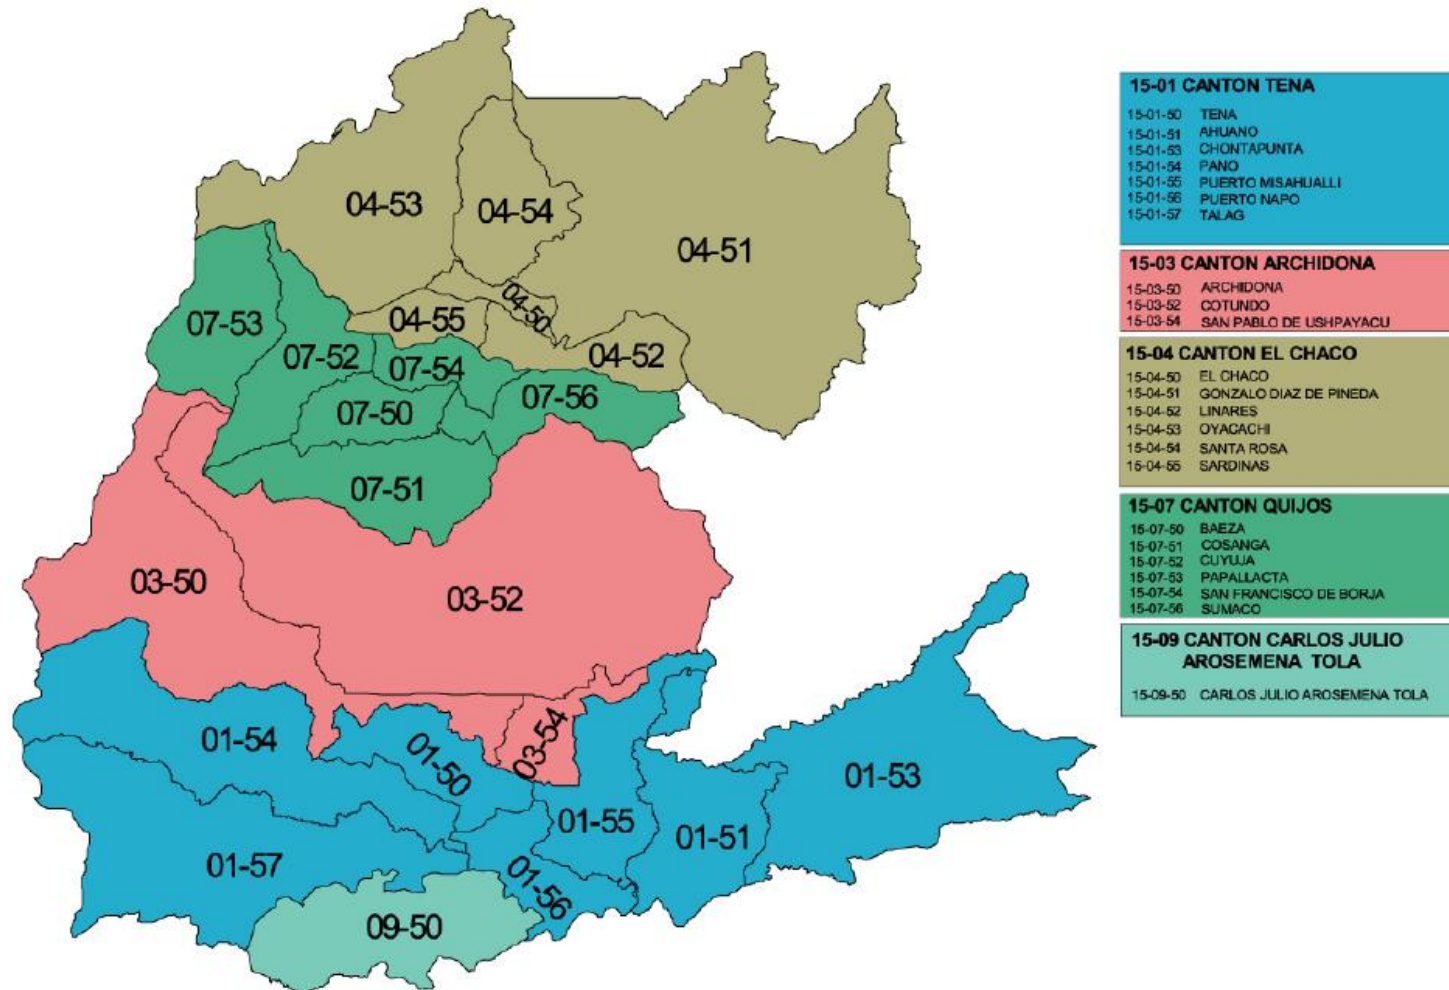 04-53
04-54
04-51
04-50
07-53
04-55
07-52
07-54
04-52
07-56
07-50
07-51
03-50
03-52
03-54
01-54
01-50
01-53
01-55
01-51
01-57
01-56
09-50
15-01 CANTON TENA
15-01-50 TENA
15-01-51 AHUANO
15-01-53 CHONTAPUNTA
15-01-54 PANO
15-01-55 PUERTO MISAHUALLI
15-01-56 PUERTO NAPO
15-01-57 TALAG
15-03 CANTON ARCHIDONA
15-03-50 ARCHIDONA
15-03-52 COTUNDO
15-03-54 SAN PABLO DE USHPAYACU
15-04 CANTON EL CHACO
15-04-50 EL CHACO
15-04-51 GONZALO DIAZ DE PINEDA
15-04-52 LINARES
15-04-53 OYACACHI
15-04-54 SANTA ROSA
15-04-55 SARDINAS
15-07 CANTON QUIJOS
15-07-50 BAEZA
15-07-51 COSANGA
15-07-52 CUYUJA
15-07-53 PAPALLACTA
15-07-54 SAN FRANCISCO DE BORJA
15-07-56 SUMACO
15-09 CANTON CARLOS JULIO
AROSEMENA TOLA
15-09-50 CARLOS JULIO AROSEMENA TOLA